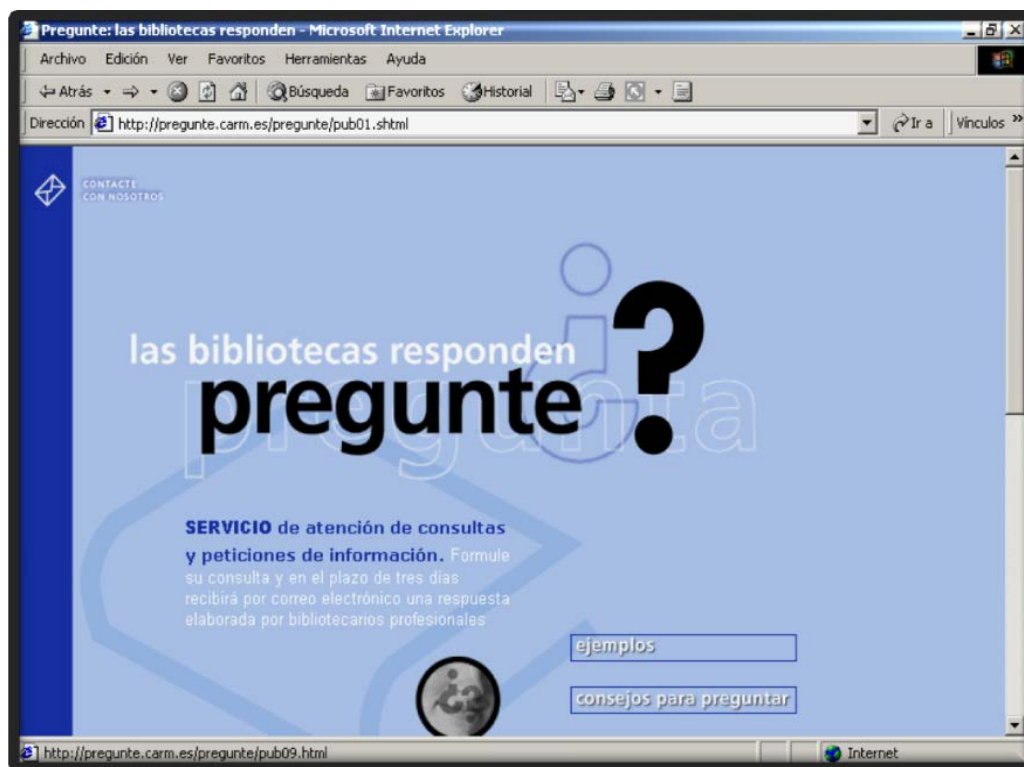 Pregunte: las bibliotecas responden - Microsoft Internet Explorer
Archivo Edición Ver Favoritos Herramientas Ayuda
Atrás Búsqueda Favoritos Historial
Dirección http://pregunte.carm.es/pregunte/pub01.shtml Ir a Vínculos »
CONTACTE
CON NOSOTROS
¿
las bibliotecas responden
pregunte?
pregunta
SERVICIO de atención de consultas
y peticiones de información. Formule
su consulta y en el plazo de tres días
recibirá por correo electrónico una respuesta
elaborada por bibliotecarios profesionales
ejemplos
¿?
consejos para preguntar
http://pregunte.carm.es/pregunte/pub09.html Internet